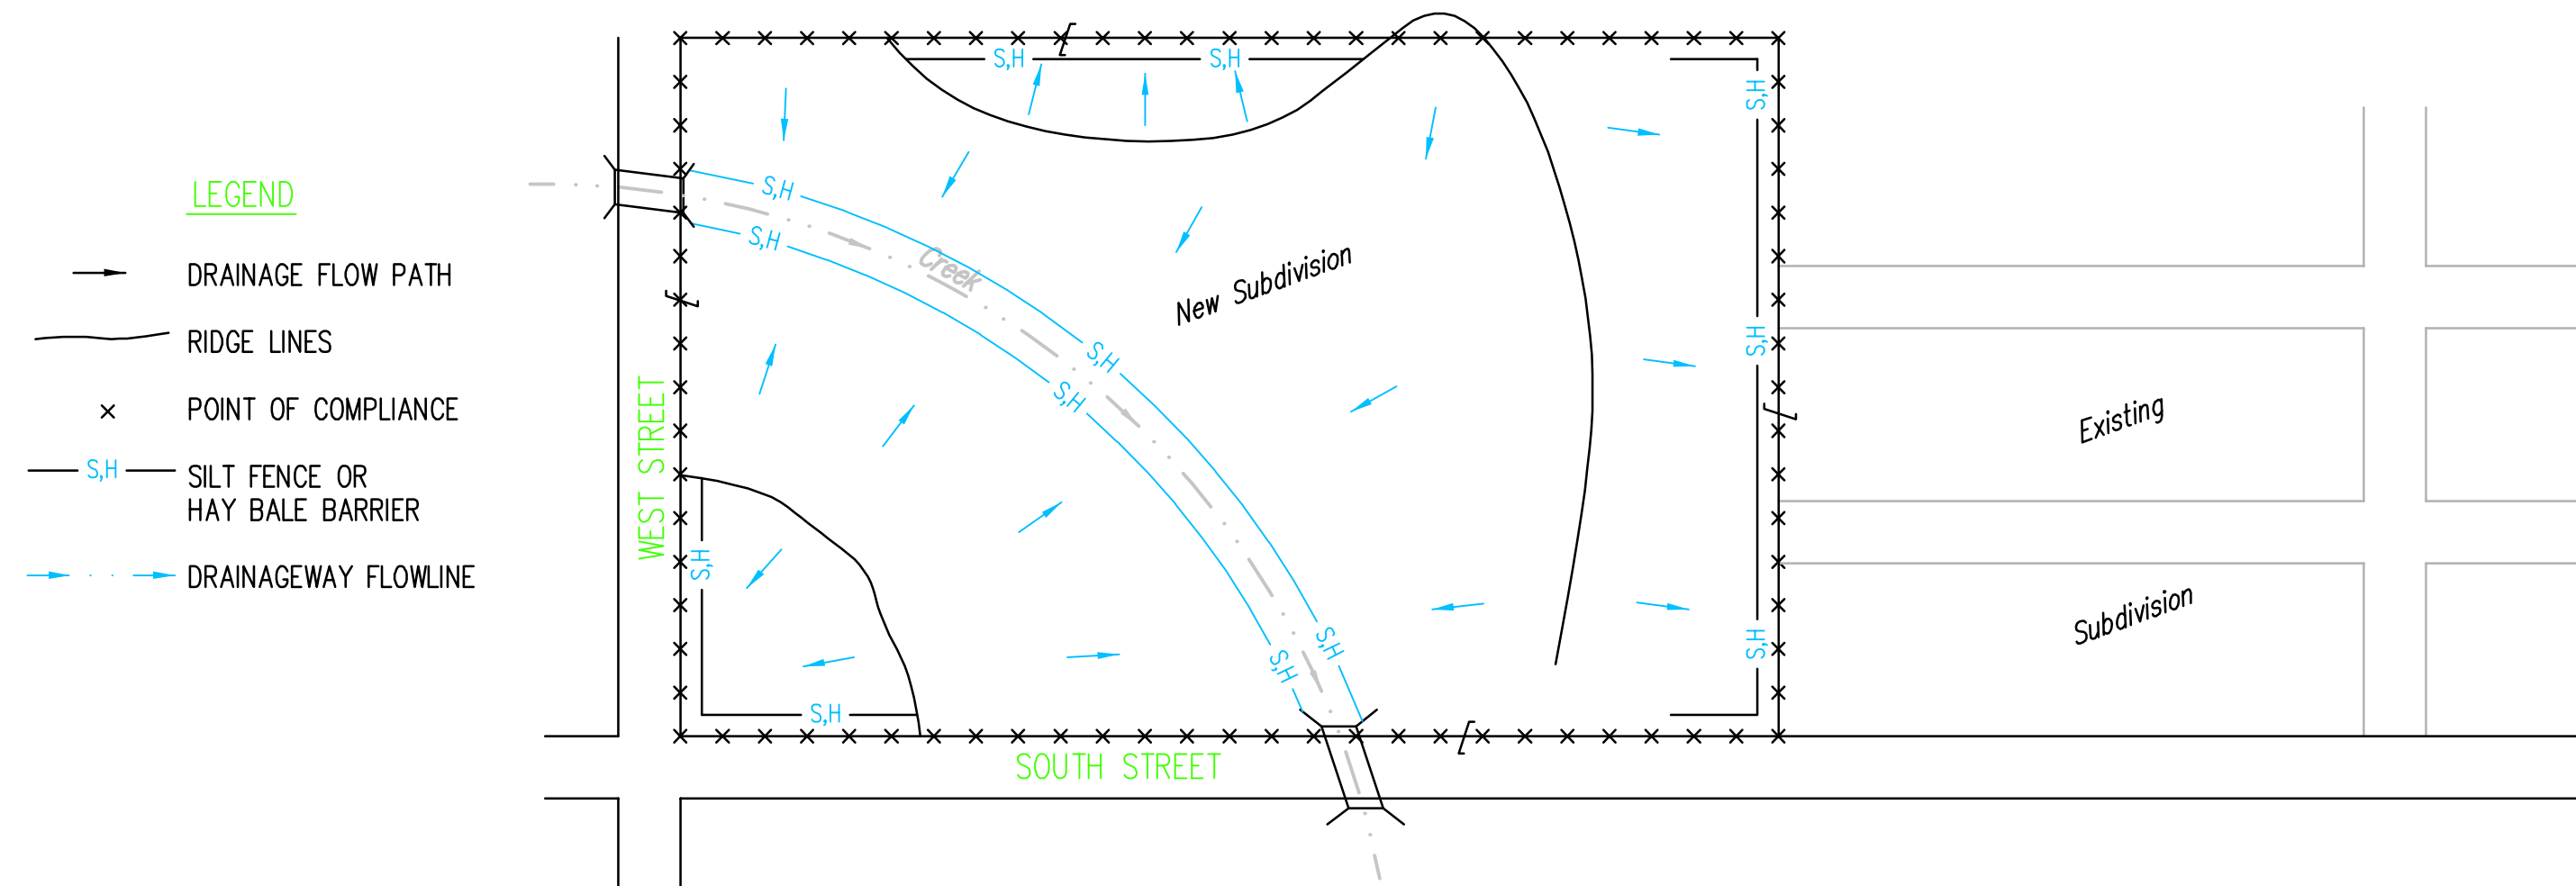 LEGEND
DRAINAGE FLOW PATH
RIDGE LINES
POINT OF COMPLIANCE
S,H
SILT FENCE OR
HAY BALE BARRIER
DRAINAGEWAY FLOWLINE
S,H
S,H
S,H
S,H
S,H
Creek
New Subdivision
S,H
S,H
S,H
WEST STREET
S,H
S,H
S,H
S,H
S,H
S,H
SOUTH STREET
Existing
Subdivision